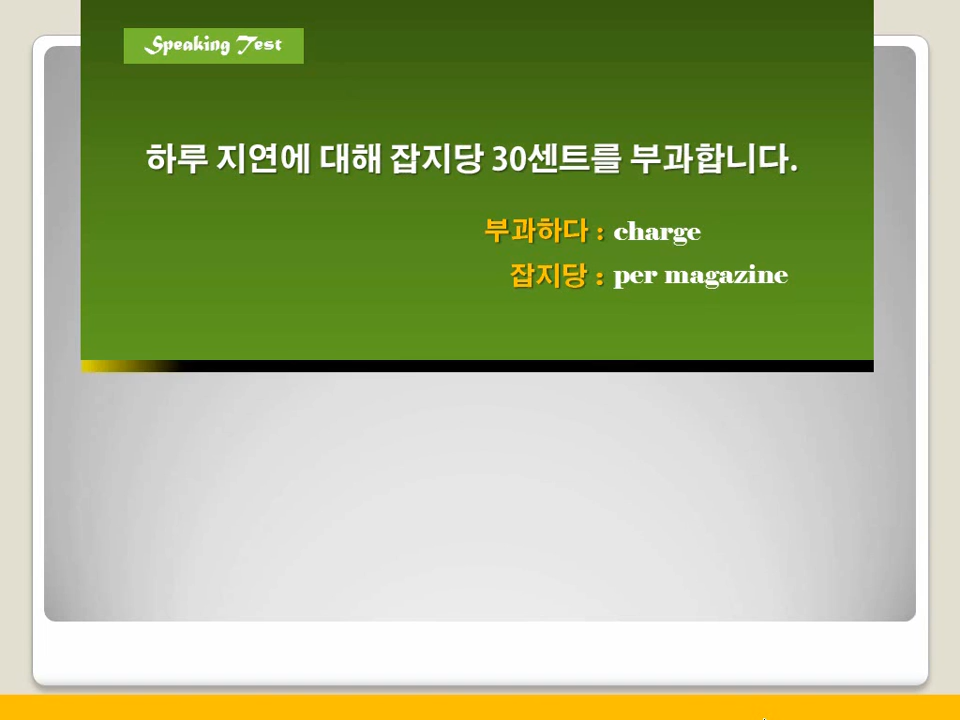 Speaking Test
하루 지연에 대해 잡지당 30센트를 부과합니다.
부과하다 : charge
잡지당 : per magazine